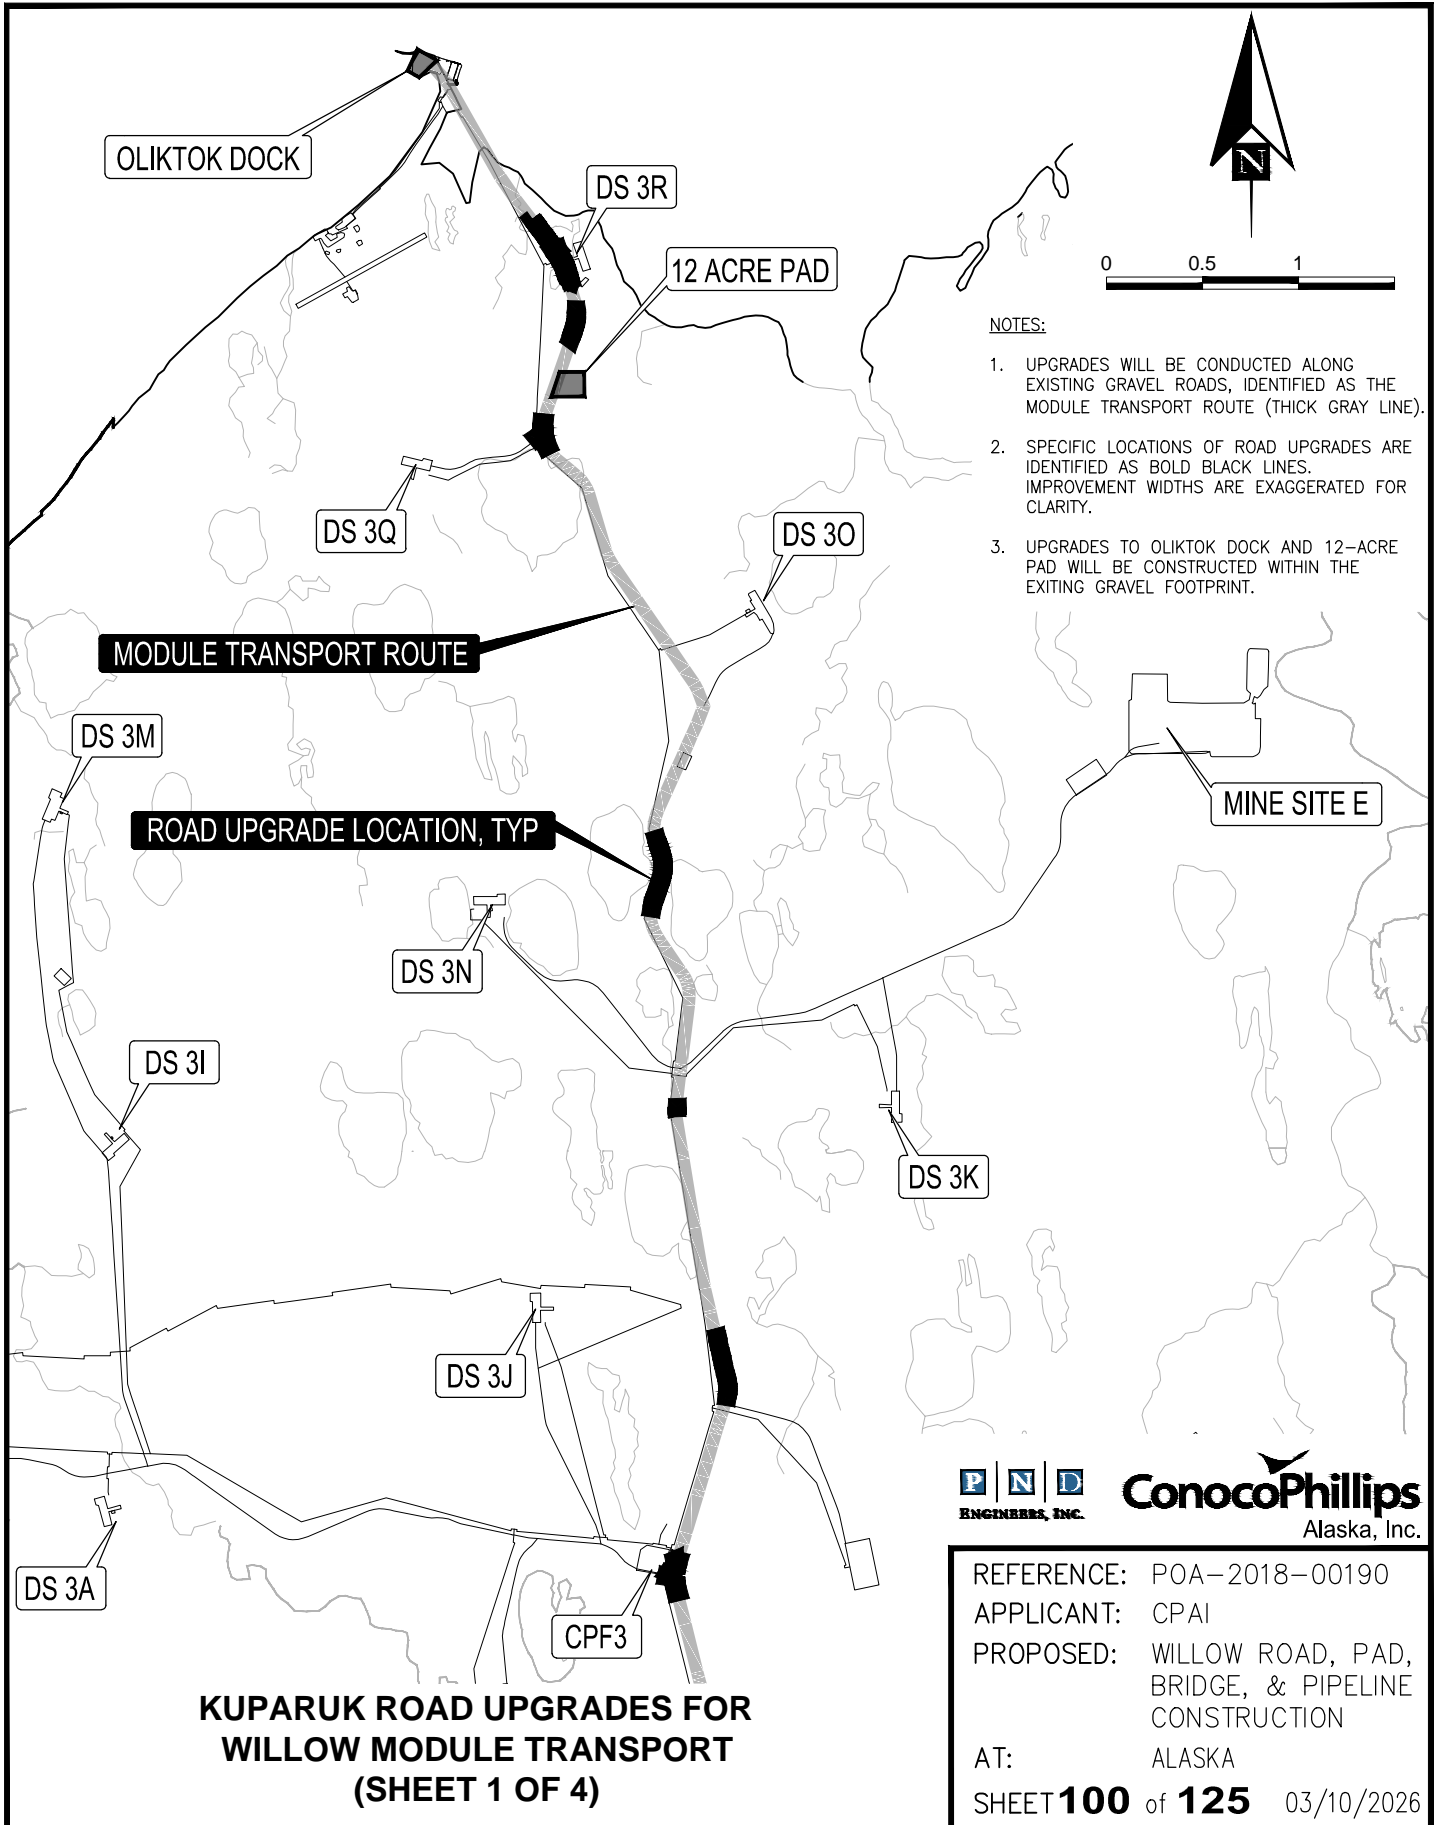 OLIKTOK DOCK
DS 3R
12 ACRE PAD
N
0 0.5 1
NOTES:
1. UPGRADES WILL BE CONDUCTED ALONG
EXISTING GRAVEL ROADS, IDENTIFIED AS THE
MODULE TRANSPORT ROUTE (THICK GRAY LINE).
2. SPECIFIC LOCATIONS OF ROAD UPGRADES ARE
IDENTIFIED AS BOLD BLACK LINES.
IMPROVEMENT WIDTHS ARE EXAGGERATED FOR
CLARITY.
3. UPGRADES TO OLIKTOK DOCK AND 12-ACRE
PAD WILL BE CONSTRUCTED WITHIN THE
EXITING GRAVEL FOOTPRINT.
DS 3Q
DS 3O
MODULE TRANSPORT ROUTE
DS 3M
MINE SITE E
ROAD UPGRADE LOCATION, TYP
DS 3N
DS 3I
DS 3K
DS 3J
DS 3A
CPF3
P N D
ENGINEERS, INC.
ConocoPhillips
Alaska, Inc.
KUPARUK ROAD UPGRADES FOR
WILLOW MODULE TRANSPORT
(SHEET 1 OF 4)
REFERENCE: POA-2018-00190
APPLICANT: CPAI
PROPOSED: WILLOW ROAD, PAD,
BRIDGE, & PIPELINE
CONSTRUCTION
AT: ALASKA
SHEET 100 of 125 03/10/2026